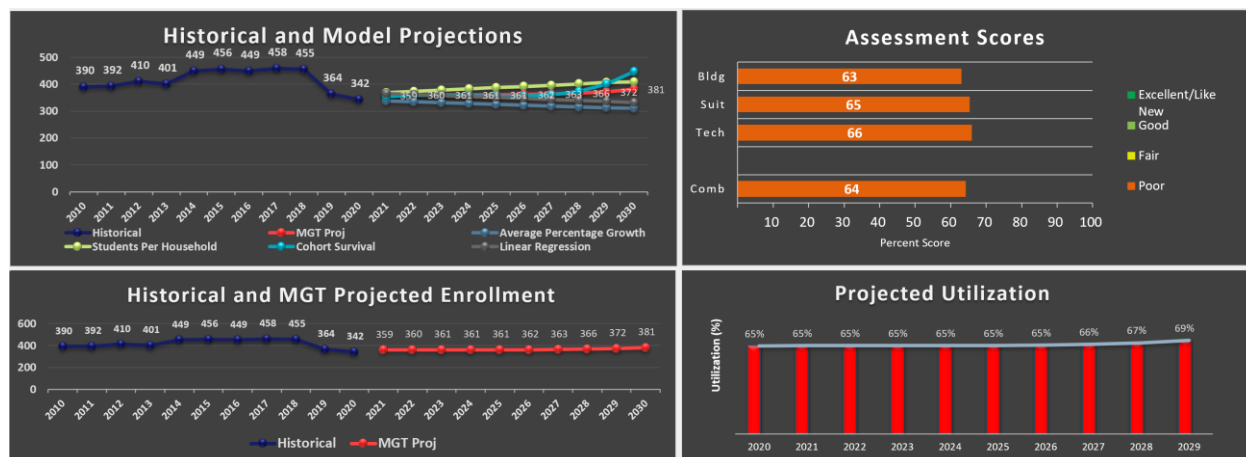 Historical and Model Projections
500
400
300
200
100
0
390 392 410 401 449 456 449 458 455 364 342
359 360 361 361 361 362 363 366 372 381
2010 2011 2012 2013 2014 2015 2016 2017 2018 2019 2020 2021 2022 2023 2024 2025 2026 2027 2028 2029 2030
Historical MGT Proj Average Percentage Growth
Students Per Household Cohort Survival Linear Regression
Assessment Scores
Bldg 63
Suit 65
Tech 66
Comb 64
10 20 30 40 50 60 70 80 90 100
Percent Score
Excellent/Like
New
Good
Fair
Poor
Historical and MGT Projected Enrollment
600
400
200
0
390 392 410 401 449 456 449 458 455 364 342 359 360 361 361 361 362 363 366 372 381
2010 2011 2012 2013 2014 2015 2016 2017 2018 2019 2020 2021 2022 2023 2024 2025 2026 2027 2028 2029 2030
Historical MGT Proj
Projected Utilization
Utilization (%)
65% 65% 65% 65% 65% 65% 65% 66% 67% 69%
2020 2021 2022 2023 2024 2025 2026 2027 2028 2029